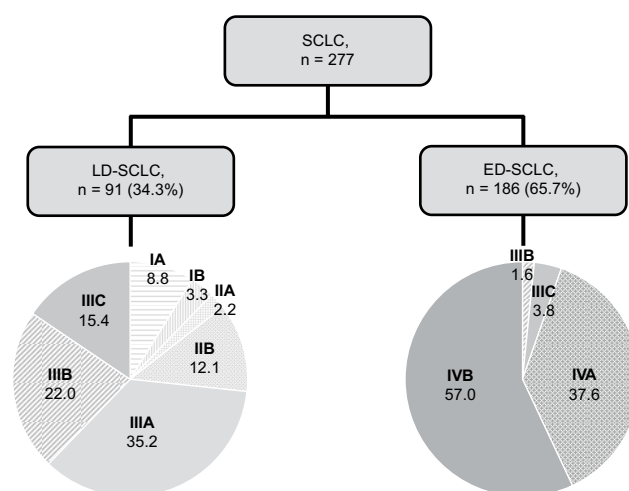 SCLC,
n = 277
LD-SCLC,
n = 91 (34.3%)
ED-SCLC,
n = 186 (65.7%)
IA
8.8
IB
3.3
IIA
2.2
IIB
12.1
IIIA
35.2
IIIB
22.0
IIIC
15.4
IIIB
1.6
IIIC
3.8
IVA
37.6
IVB
57.0